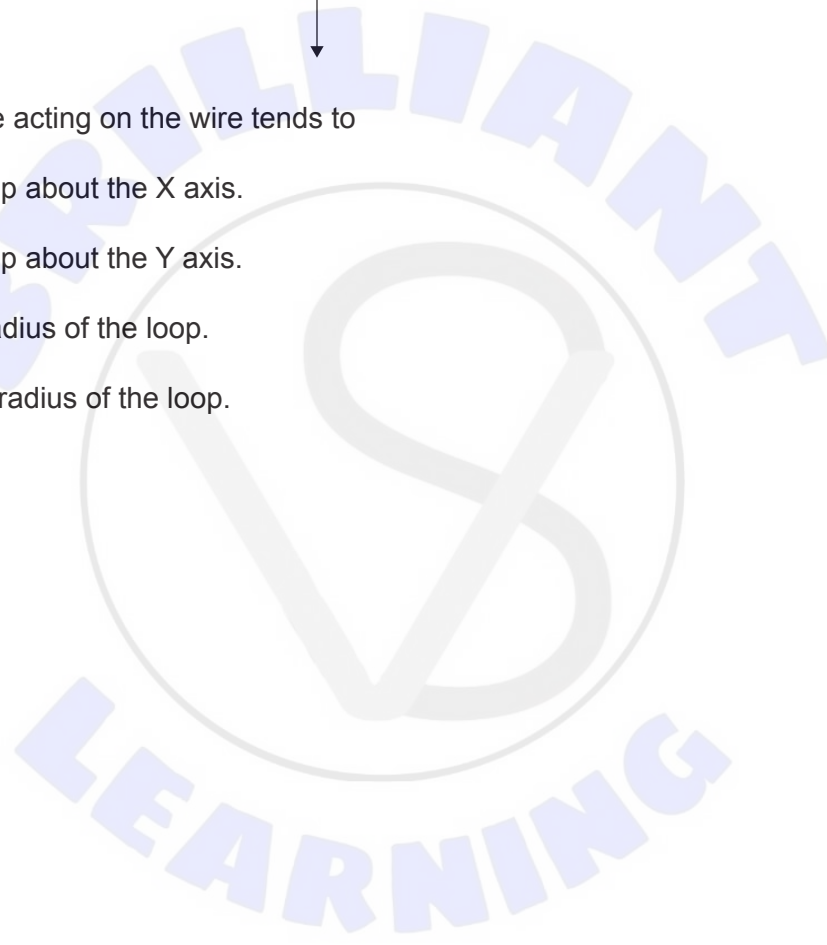 e acting on the wire tends to
p about the X axis.
p about the Y axis.
dius of the loop.
radius of the loop.
BRILLIANT
VS
LEARNING